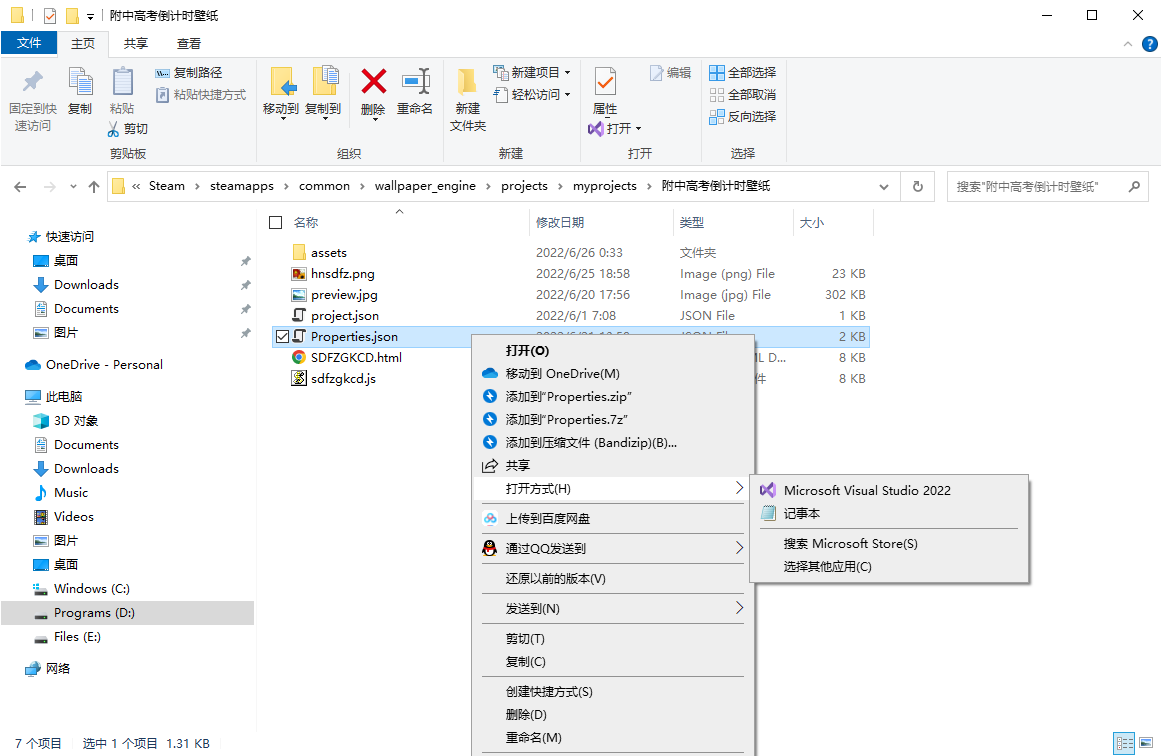 附中高考倒计时壁纸
文件 主页 共享 查看
固定到快速访问
复制
粘贴
复制路径
粘贴快捷方式
剪切
剪贴板
移动到
复制到
删除
重命名
组织
新建文件夹
新建项目
轻松访问
新建
属性
打开
编辑
打开
全部选择
全部取消
反向选择
选择
« Steam › steamapps › common › wallpaper_engine › projects › myprojects › 附中高考倒计时壁纸
搜索"附中高考倒计时壁纸"
快速访问
桌面
Downloads
Documents
图片
OneDrive - Personal
此电脑
3D 对象
Documents
Downloads
Music
Videos
图片
桌面
Windows (C:)
Programs (D:)
Files (E:)
网络
名称 修改日期 类型 大小
assets 2022/6/26 0:33 文件夹
hnsdfz.png 2022/6/25 18:58 Image (png) File 23 KB
preview.jpg 2022/6/20 17:56 Image (jpg) File 302 KB
project.json 2022/6/1 7:08 JSON File 1 KB
Properties.json 2 KB
SDFZGKCD.html 8 KB
sdfzgkcd.js 件 8 KB
打开(O)
移动到 OneDrive(M)
添加到“Properties.zip”
添加到“Properties.7z”
添加到压缩文件 (Bandizip)(B)...
共享
打开方式(H)
上传到百度网盘
通过QQ发送到
还原以前的版本(V)
发送到(N)
剪切(T)
复制(C)
创建快捷方式(S)
删除(D)
重命名(M)
Microsoft Visual Studio 2022
记事本
搜索 Microsoft Store(S)
选择其他应用(C)
7 个项目 选中 1 个项目 1.31 KB